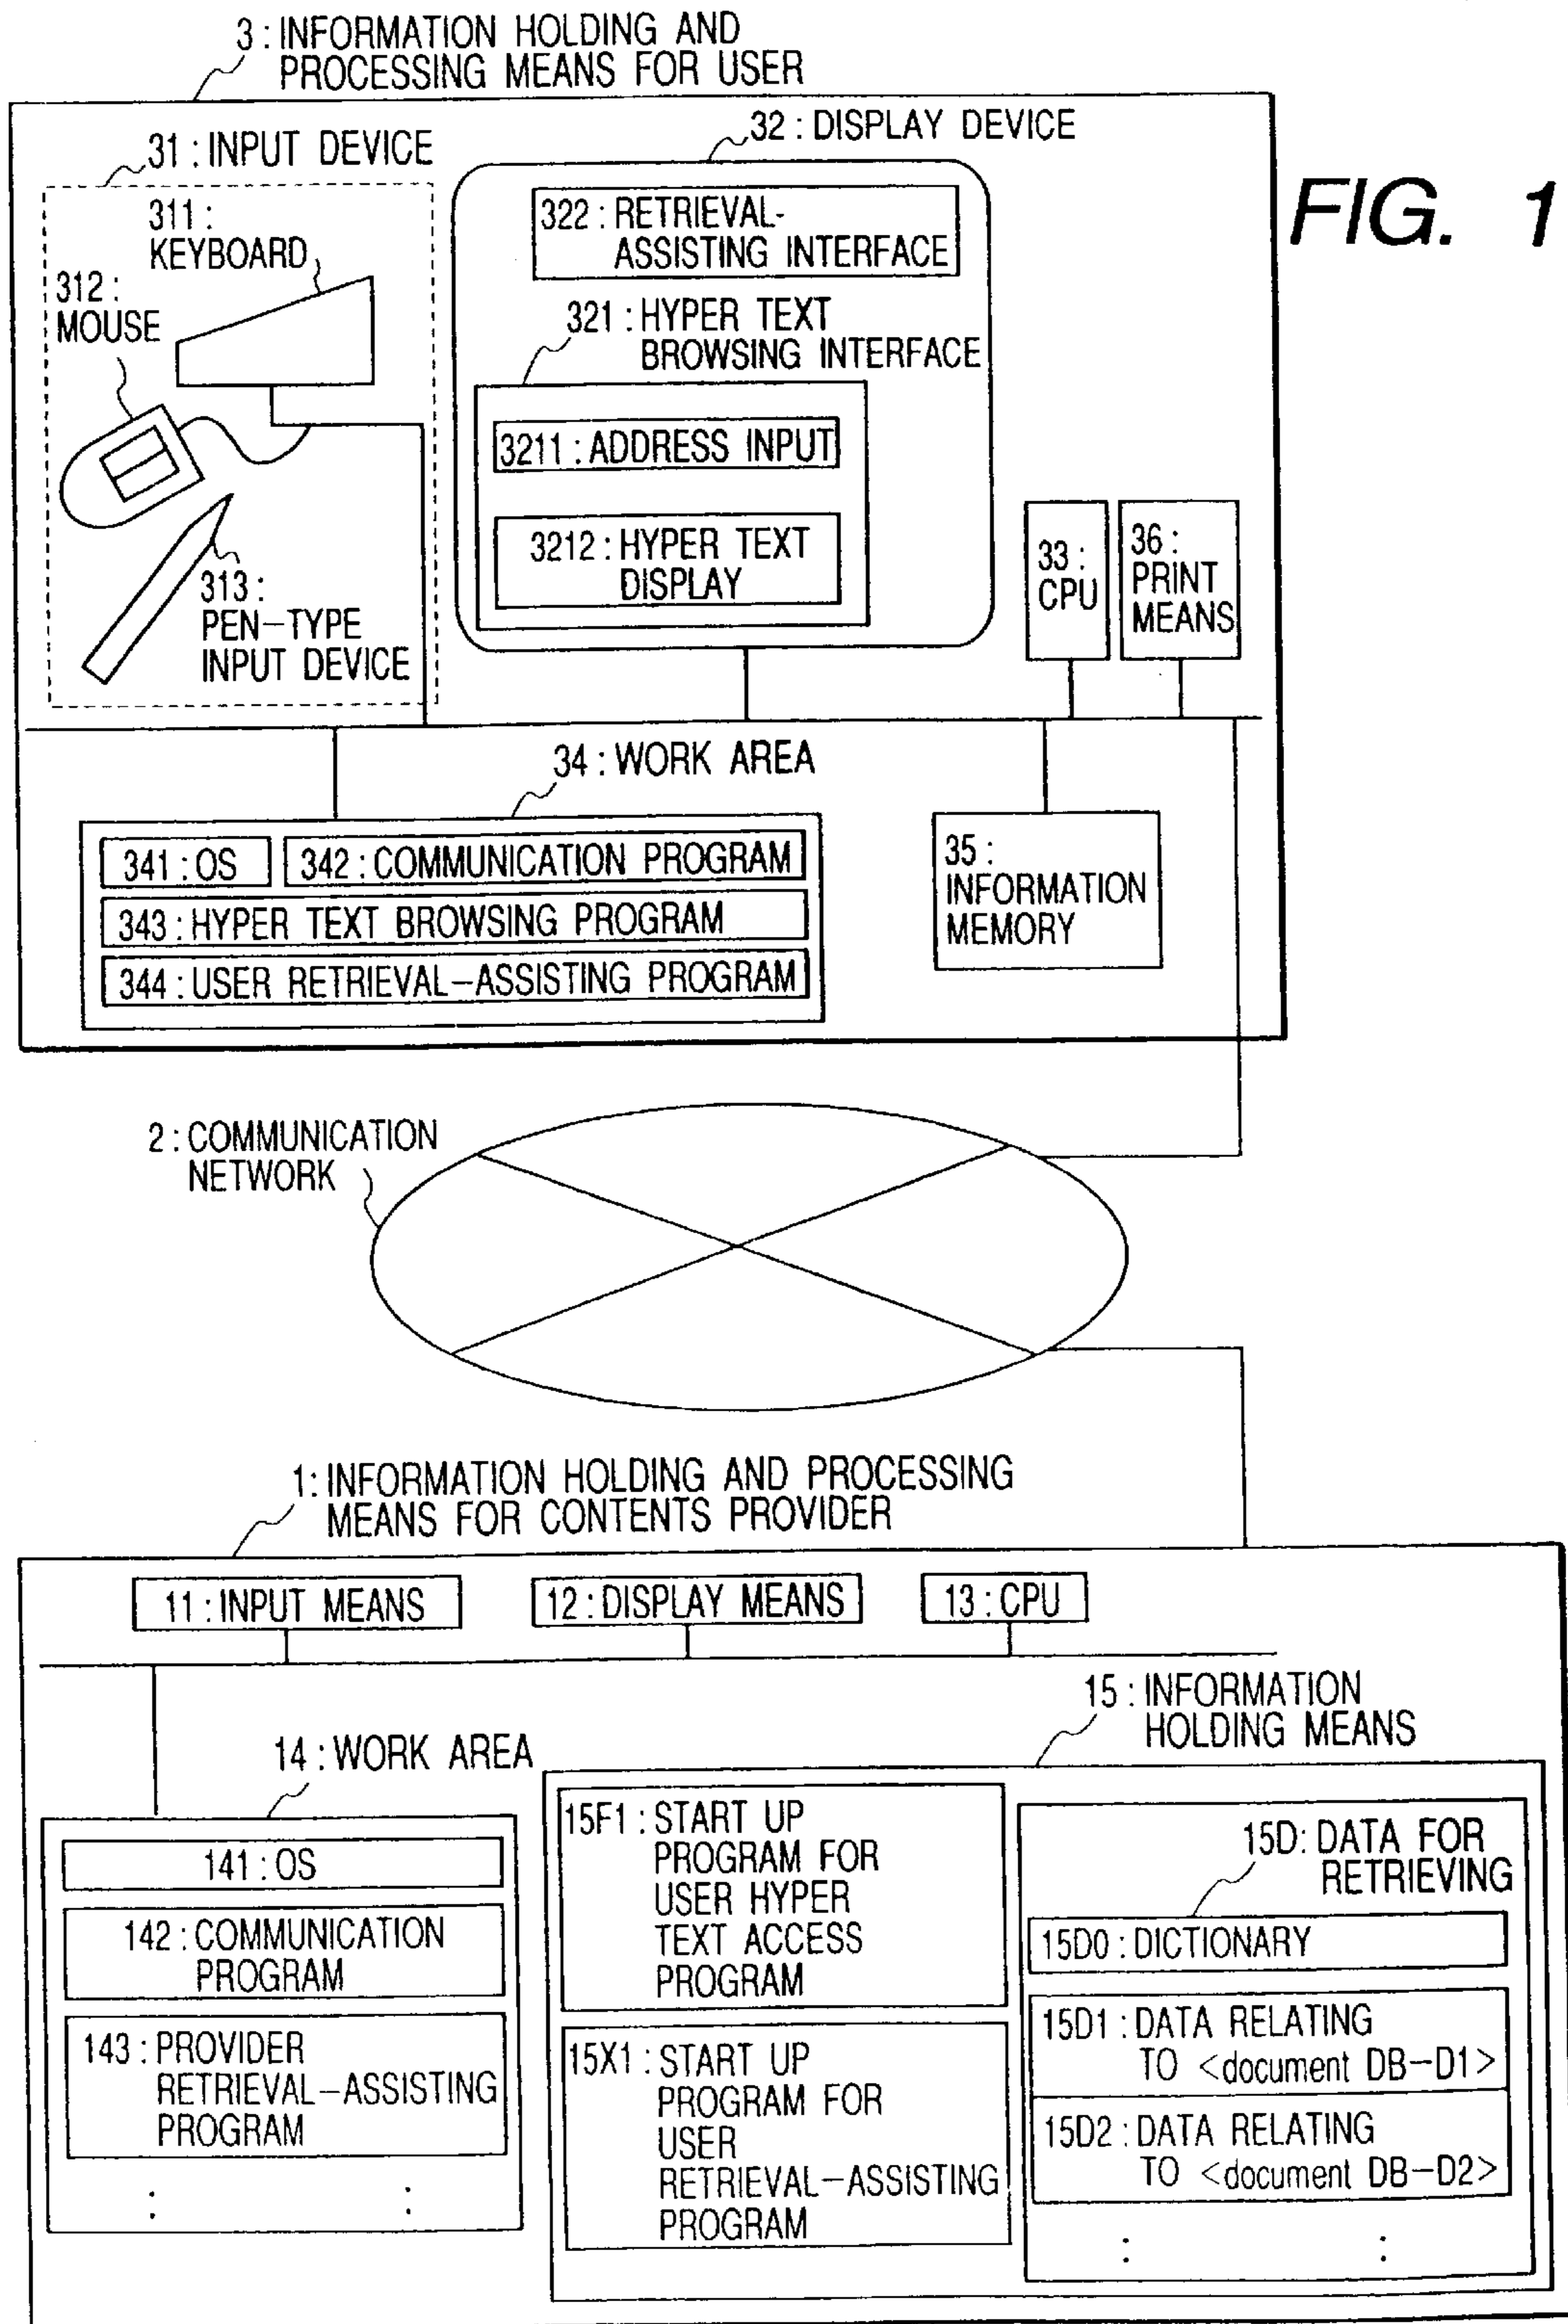 3 : INFORMATION HOLDING AND
PROCESSING MEANS FOR USER
FIG. 1
31 : INPUT DEVICE
311 :
KEYBOARD
312 :
MOUSE
313 :
PEN-TYPE
INPUT DEVICE
32 : DISPLAY DEVICE
322 : RETRIEVAL-
ASSISTING INTERFACE
321 : HYPER TEXT
BROWSING INTERFACE
3211 : ADDRESS INPUT
3212 : HYPER TEXT
DISPLAY
33 :
CPU
36 :
PRINT
MEANS
34 : WORK AREA
341 : OS
342 : COMMUNICATION PROGRAM
343 : HYPER TEXT BROWSING PROGRAM
344 : USER RETRIEVAL-ASSISTING PROGRAM
35 :
INFORMATION
MEMORY
2 : COMMUNICATION
NETWORK
1: INFORMATION HOLDING AND PROCESSING
MEANS FOR CONTENTS PROVIDER
11 : INPUT MEANS
12 : DISPLAY MEANS
13 : CPU
14 : WORK AREA
141 : OS
142 : COMMUNICATION
PROGRAM
143 : PROVIDER
RETRIEVAL-ASSISTING
PROGRAM
: :
15 : INFORMATION
HOLDING MEANS
15F1 : START UP
PROGRAM FOR
USER HYPER
TEXT ACCESS
PROGRAM
15X1 : START UP
PROGRAM FOR
USER
RETRIEVAL-ASSISTING
PROGRAM
15D: DATA FOR
RETRIEVING
15D0 : DICTIONARY
15D1 : DATA RELATING
TO <document DB-D1>
15D2 : DATA RELATING
TO <document DB-D2>
: :